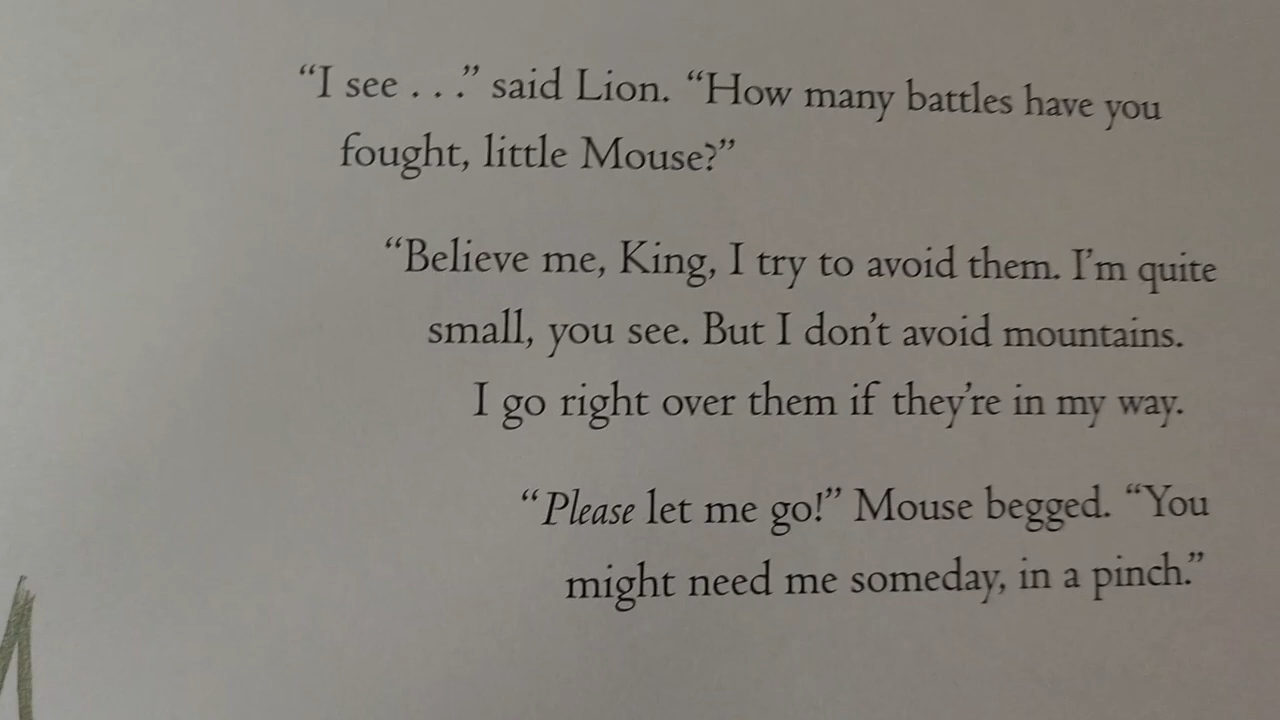 “I see . . .” said Lion. “How many battles have you
fought, little Mouse?”
“Believe me, King, I try to avoid them. I’m quite
small, you see. But I don’t avoid mountains.
I go right over them if they’re in my way.
“Please let me go!” Mouse begged. “You
might need me someday, in a pinch.”